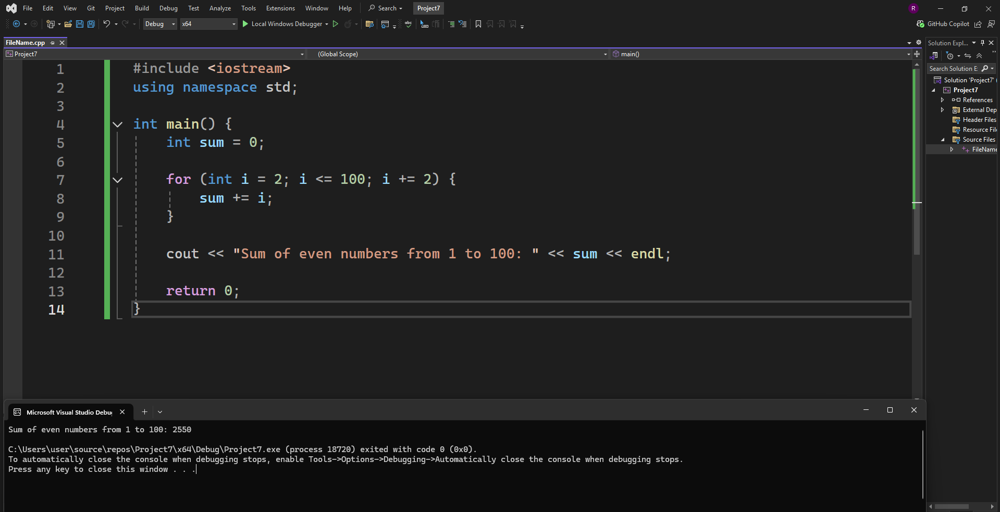 File Edit View Git Project Build Debug Test Analyze Tools Extensions Window Help Search Project7 R
Debug x64 Local Windows Debugger abc GitHub Copilot
FileName.cpp
Solution Expl...
Project7 (Global Scope) main()
Search Solution E
Solution 'Project7' (
Project7
References
External Dep
Header Files
Resource Fil
Source Files
FileName
1 #include <iostream>
2 using namespace std;
3
4 int main() {
5     int sum = 0;
6
7     for (int i = 2; i <= 100; i += 2) {
8         sum += i;
9     }
10
11     cout << "Sum of even numbers from 1 to 100: " << sum << endl;
12
13     return 0;
14 }
Microsoft Visual Studio Debu
Sum of even numbers from 1 to 100: 2550
C:\Users\user\source\repos\Project7\x64\Debug\Project7.exe (process 18720) exited with code 0 (0x0).
To automatically close the console when debugging stops, enable Tools->Options->Debugging->Automatically close the console when debugging stops.
Press any key to close this window . . .